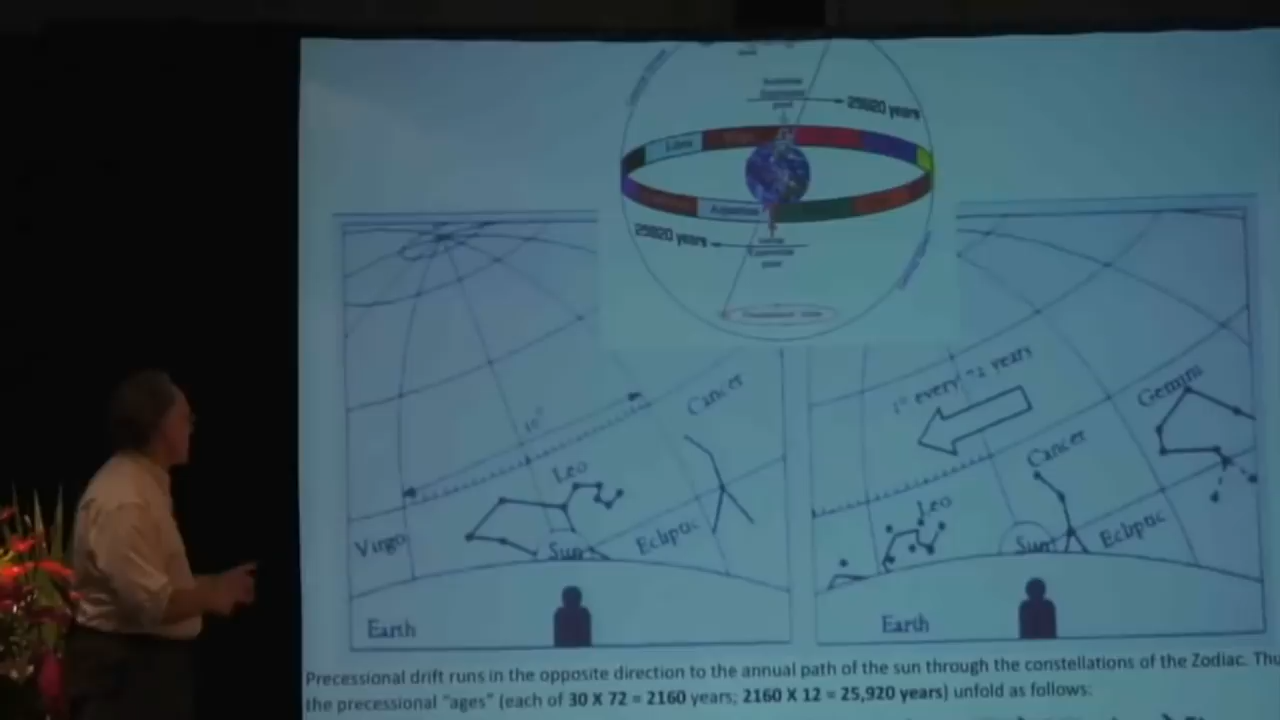 25920 years
Libra
Aquarius
25920 years
Cancer
Leo
Virgo
Sun
Ecliptic
Earth
1° every 72 years
Gemini
Cancer
Leo
Sun
Ecliptic
Earth
Precessional drift runs in the opposite direction to the annual path of the sun through the constellations of the Zodiac. Thu
the precessional "ages" (each of 30 X 72 = 2160 years; 2160 X 12 = 25,920 years) unfold as follows: